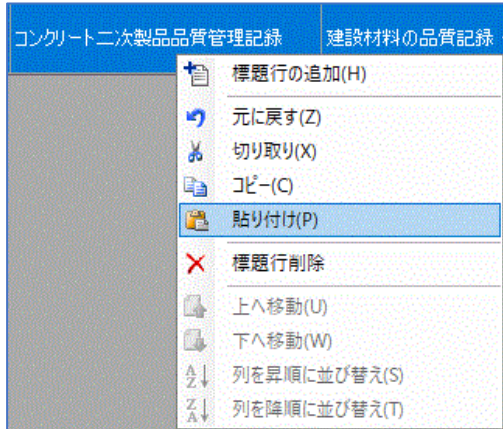 コンクリート二次製品品質管理記録 建設材料の品質記録
標題行の追加(H)
元に戻す(Z)
切り取り(X)
コピー(C)
貼り付け(P)
標題行削除
上へ移動(U)
下へ移動(W)
列を昇順に並び替え(S)
列を降順に並び替え(T)